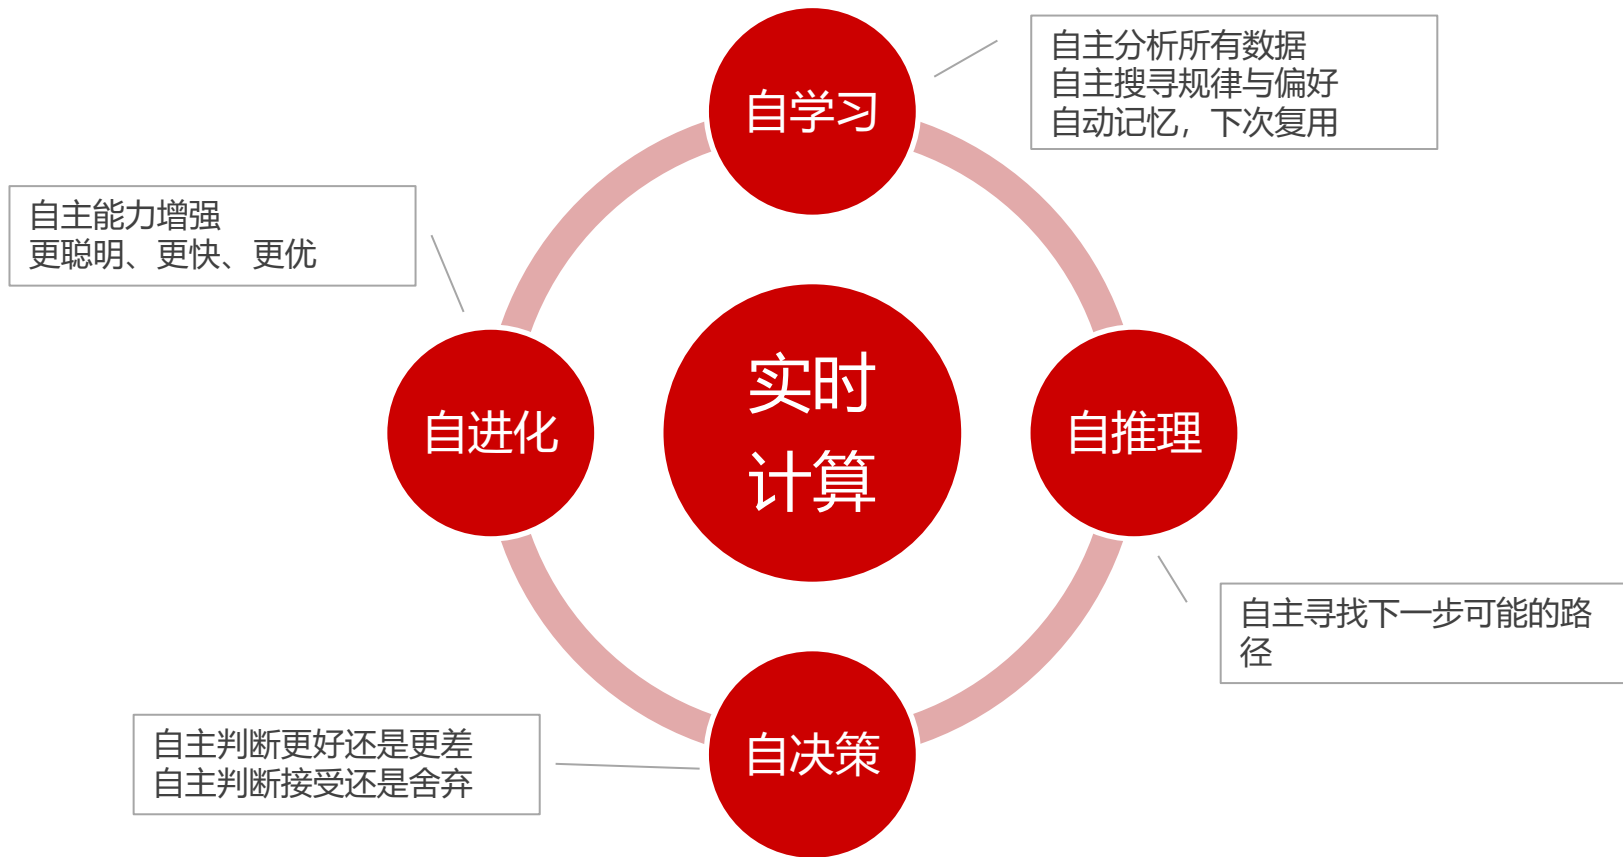 自学习
自主分析所有数据
自主搜寻规律与偏好
自动记忆，下次复用
自主能力增强
更聪明、更快、更优
自进化
实时
计算
自推理
自主寻找下一步可能的路
径
自决策
自主判断更好还是更差
自主判断接受还是舍弃